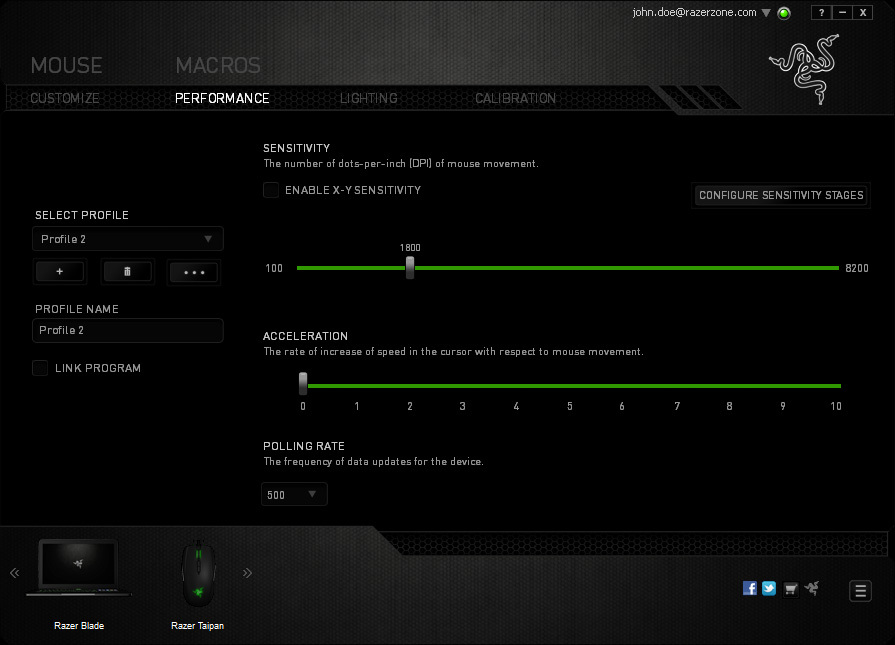 john.doe@razerzone.com
? – X
MOUSE MACROS
CUSTOMIZE PERFORMANCE LIGHTING CALIBRATION
SENSITIVITY
The number of dots-per-inch (DPI) of mouse movement.
ENABLE X-Y SENSITIVITY
CONFIGURE SENSITIVITY STAGES
SELECT PROFILE
Profile 2
+
1800
100 8200
PROFILE NAME
Profile 2
LINK PROGRAM
ACCELERATION
The rate of increase of speed in the cursor with respect to mouse movement.
0 1 2 3 4 5 6 7 8 9 10
POLLING RATE
The frequency of data updates for the device.
500
« »
Razer Blade
Razer Taipan
f